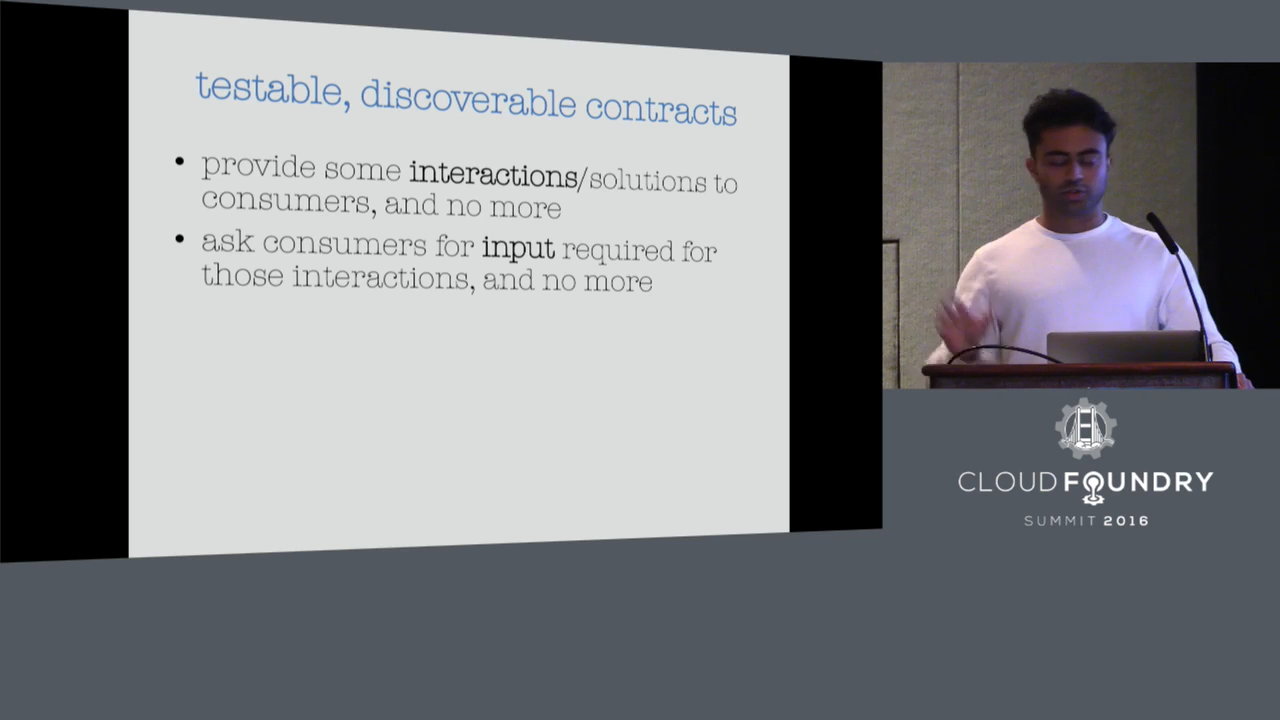 testable, discoverable contracts
• provide some interactions/solutions to
consumers, and no more
• ask consumers for input required for
those interactions, and no more
CLOUD FOUNDRY
SUMMIT 2016